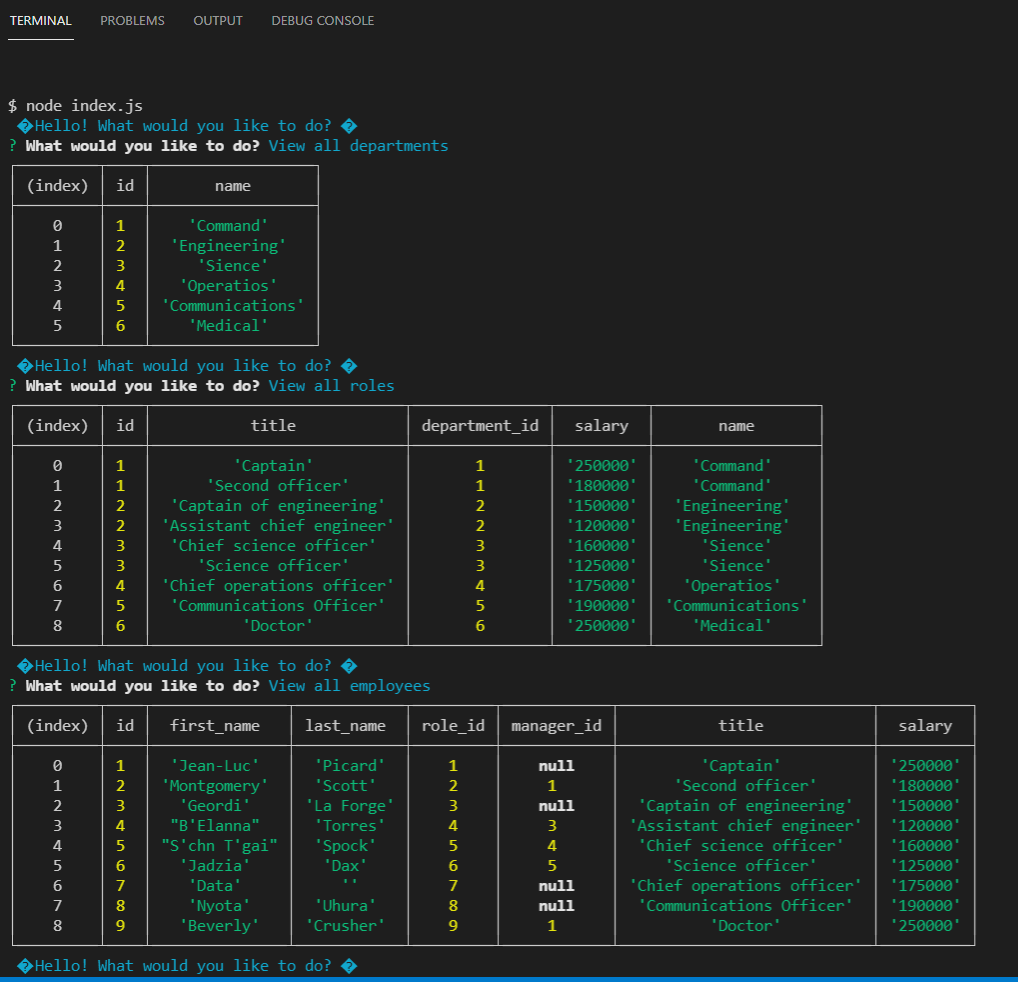 TERMINAL PROBLEMS OUTPUT DEBUG CONSOLE
$ node index.js
�Hello! What would you like to do? �
? What would you like to do? View all departments
(index) id name
0 1 'Command'
1 2 'Engineering'
2 3 'Sience'
3 4 'Operatios'
4 5 'Communications'
5 6 'Medical'
�Hello! What would you like to do? �
? What would you like to do? View all roles
(index) id title department_id salary name
0 1 'Captain' 1 '250000' 'Command'
1 1 'Second officer' 1 '180000' 'Command'
2 2 'Captain of engineering' 2 '150000' 'Engineering'
3 2 'Assistant chief engineer' 2 '120000' 'Engineering'
4 3 'Chief science officer' 3 '160000' 'Sience'
5 3 'Science officer' 3 '125000' 'Sience'
6 4 'Chief operations officer' 4 '175000' 'Operatios'
7 5 'Communications Officer' 5 '190000' 'Communications'
8 6 'Doctor' 6 '250000' 'Medical'
�Hello! What would you like to do? �
? What would you like to do? View all employees
(index) id first_name last_name role_id manager_id title salary
0 1 'Jean-Luc' 'Picard' 1 null 'Captain' '250000'
1 2 'Montgomery' 'Scott' 2 1 'Second officer' '180000'
2 3 'Geordi' 'La Forge' 3 null 'Captain of engineering' '150000'
3 4 "B'Elanna" 'Torres' 4 3 'Assistant chief engineer' '120000'
4 5 "S'chn T'gai" 'Spock' 5 4 'Chief science officer' '160000'
5 6 'Jadzia' 'Dax' 6 5 'Science officer' '125000'
6 7 'Data' '' 7 null 'Chief operations officer' '175000'
7 8 'Nyota' 'Uhura' 8 null 'Communications Officer' '190000'
8 9 'Beverly' 'Crusher' 9 1 'Doctor' '250000'
�Hello! What would you like to do? �